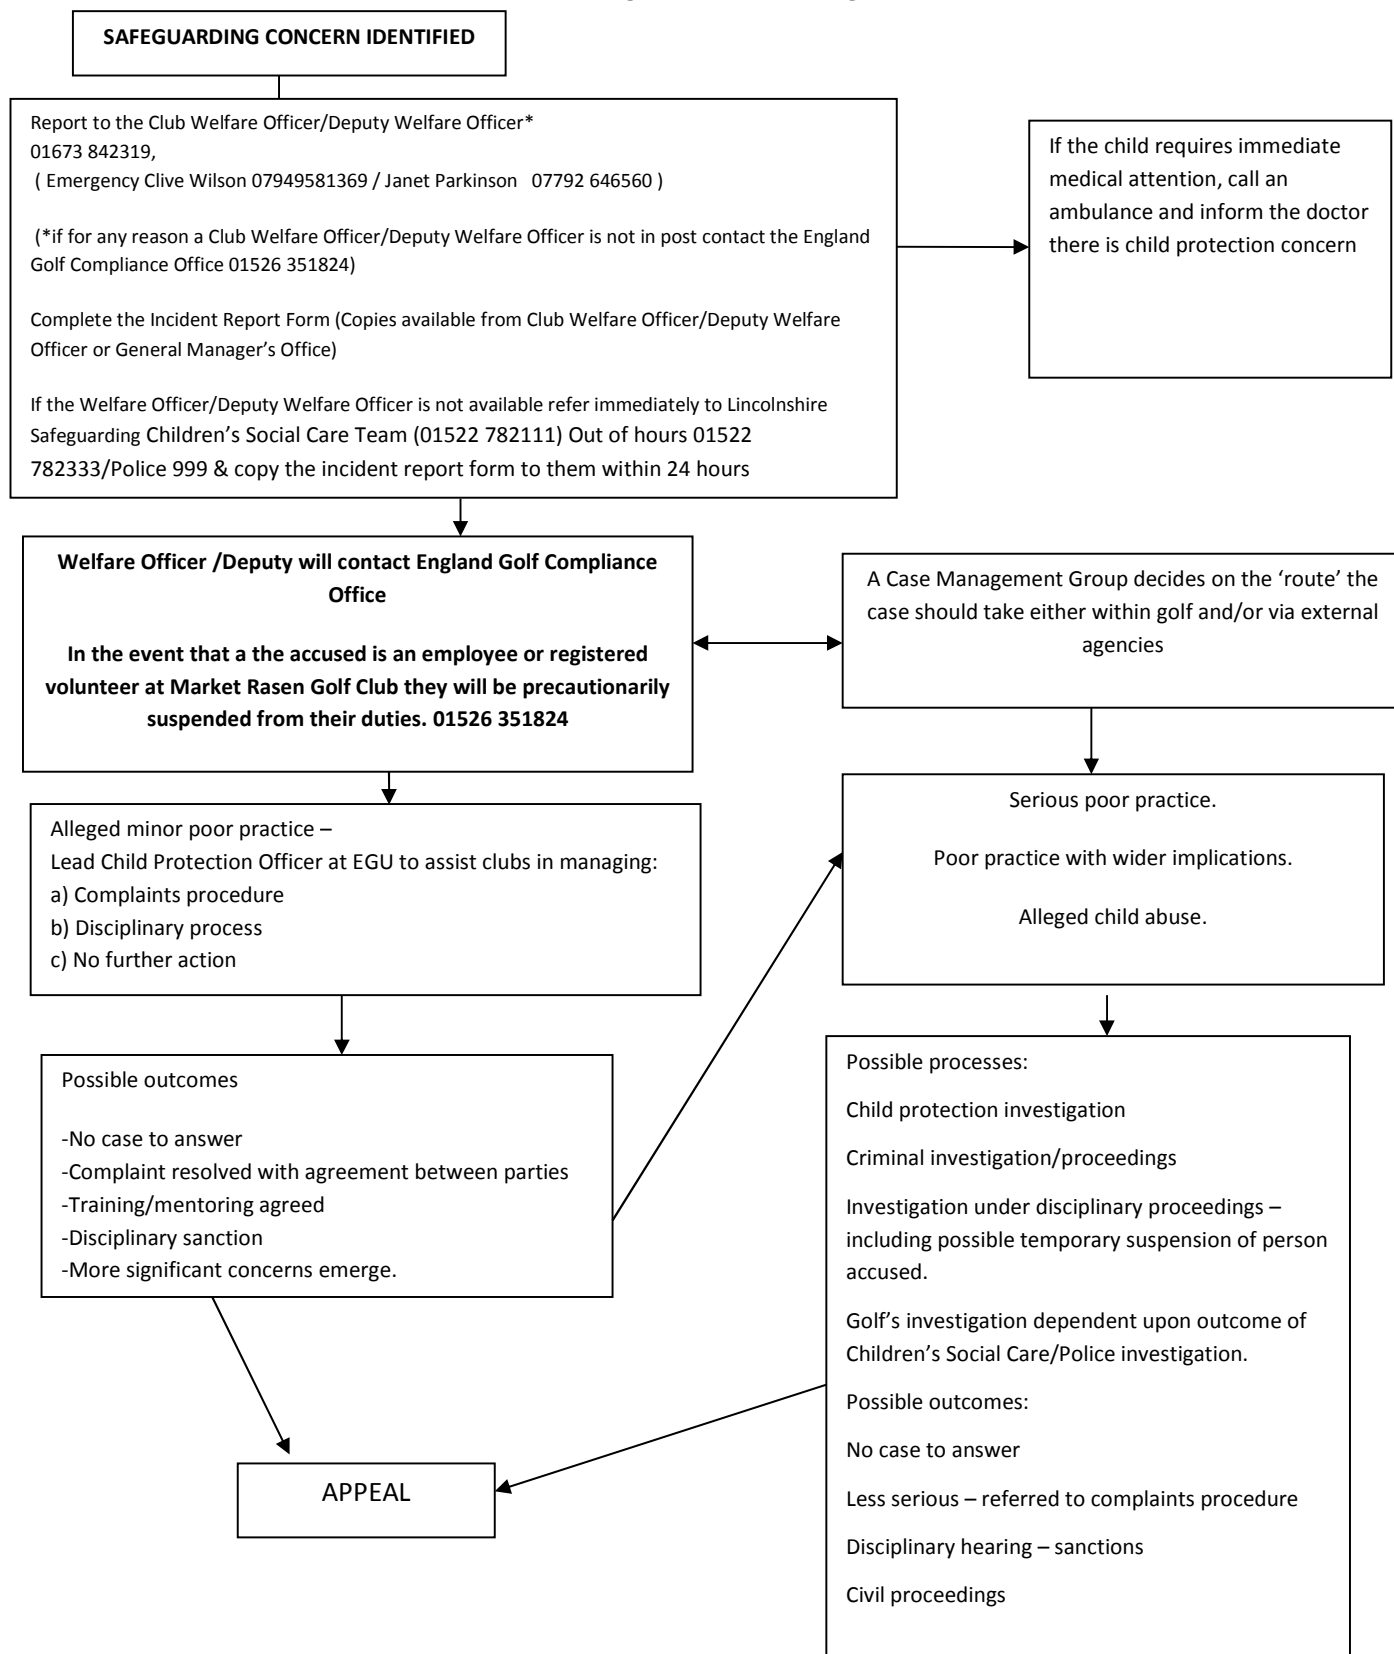 SAFEGUARDING CONCERN IDENTIFIED
Report to the Club Welfare Officer/Deputy Welfare Officer*
01673 842319,
( Emergency Clive Wilson 07949581369 / Janet Parkinson 07792 646560 )
(*if for any reason a Club Welfare Officer/Deputy Welfare Officer is not in post contact the England
Golf Compliance Office 01526 351824)
Complete the Incident Report Form (Copies available from Club Welfare Officer/Deputy Welfare
Officer or General Manager’s Office)
If the Welfare Officer/Deputy Welfare Officer is not available refer immediately to Lincolnshire
Safeguarding Children’s Social Care Team (01522 782111) Out of hours 01522
782333/Police 999 & copy the incident report form to them within 24 hours
If the child requires immediate
medical attention, call an
ambulance and inform the doctor
there is child protection concern
Welfare Officer /Deputy will contact England Golf Compliance
Office
In the event that a the accused is an employee or registered
volunteer at Market Rasen Golf Club they will be precautionarily
suspended from their duties. 01526 351824
A Case Management Group decides on the ‘route’ the
case should take either within golf and/or via external
agencies
Alleged minor poor practice –
Lead Child Protection Officer at EGU to assist clubs in managing:
a) Complaints procedure
b) Disciplinary process
c) No further action
Serious poor practice.
Poor practice with wider implications.
Alleged child abuse.
Possible outcomes
-No case to answer
-Complaint resolved with agreement between parties
-Training/mentoring agreed
-Disciplinary sanction
-More significant concerns emerge.
Possible processes:
Child protection investigation
Criminal investigation/proceedings
Investigation under disciplinary proceedings –
including possible temporary suspension of person
accused.
Golf’s investigation dependent upon outcome of
Children’s Social Care/Police investigation.
Possible outcomes:
No case to answer
Less serious – referred to complaints procedure
Disciplinary hearing – sanctions
Civil proceedings
APPEAL